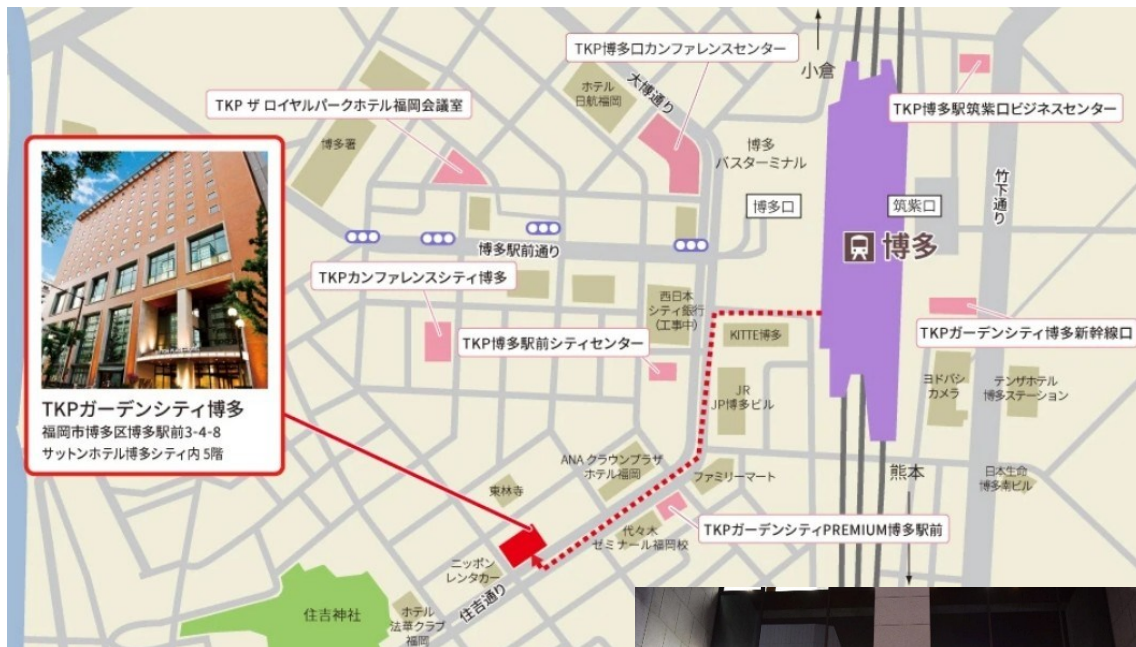 TKP博多口カンファレンスセンター
小倉
TKP博多駅筑紫口ビジネスセンター
TKP ザ ロイヤルパークホテル福岡会議室
ホテル
日航福岡
大博通り
博多署
博多
バスターミナル
博多口
筑紫口
竹下通り
博多
博多駅前通り
TKPカンファレンスシティ博多
西日本
シティ銀行
(工事中)
TKP博多駅前シティセンター
KITTE博多
TKPガーデンシティ博多新幹線口
JR
JP博多ビル
ヨドバシ
カメラ
テンザホテル
博多ステーション
TKPガーデンシティ博多
福岡市博多区博多駅前3-4-8
サットンホテル博多シティ内 5階
ANA クラウンプラザ
ホテル福岡
ファミリーマート
熊本
日本生命
博多南ビル
東林寺
代々木
ゼミナール福岡校
TKPガーデンシティPREMIUM博多駅前
ニッポン
レンタカー
住吉通り
住吉神社
ホテル
法華クラブ
福岡